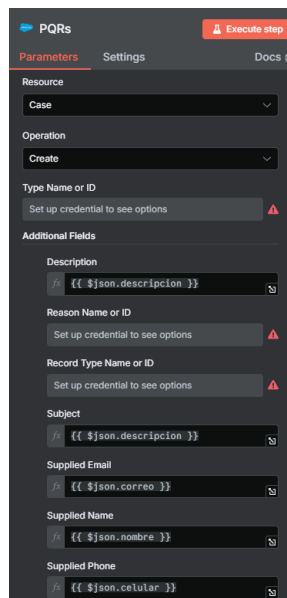 PQRs
Execute step
Parameters
Settings
Docs
Resource
Case
Operation
Create
Type Name or ID
Set up credential to see options
Additional Fields
Description
fx {{ $json.descripcion }}
Reason Name or ID
Set up credential to see options
Record Type Name or ID
Set up credential to see options
Subject
fx {{ $json.descripcion }}
Supplied Email
fx {{ $json.correo }}
Supplied Name
fx {{ $json.nombre }}
Supplied Phone
fx {{ $json.celular }}